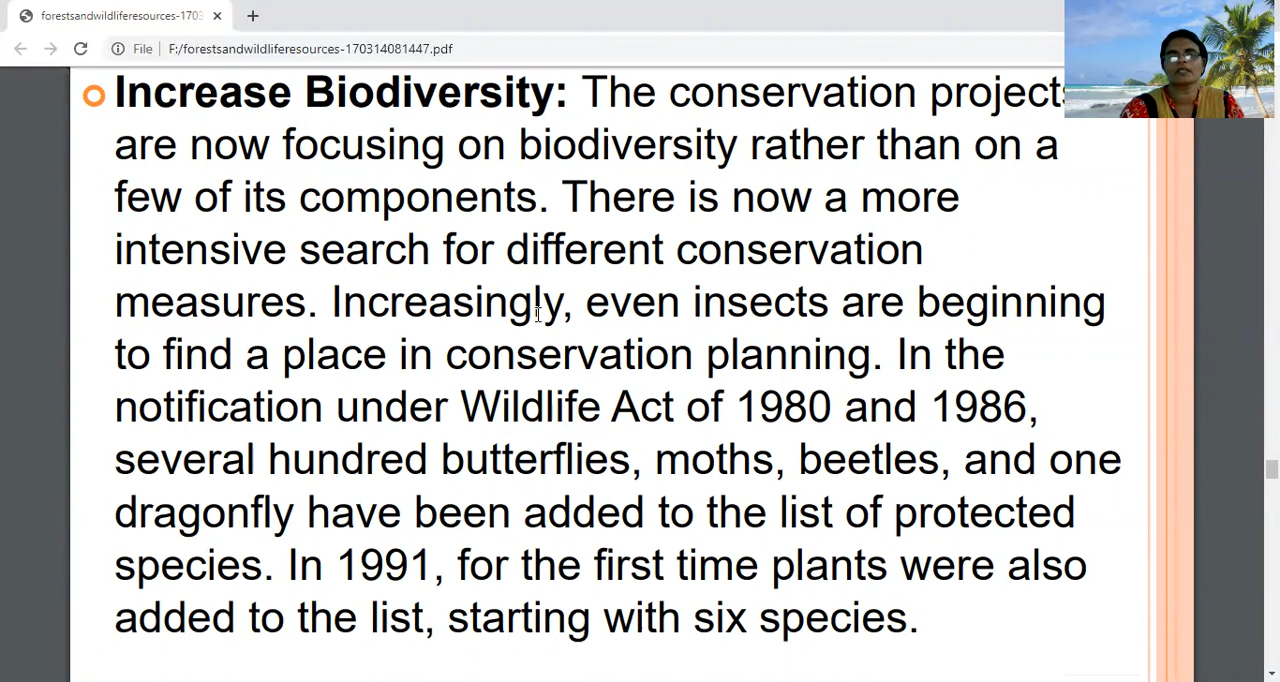 forestsandwildliferesources-1703
File F:/forestsandwildliferesources-170314081447.pdf
Increase Biodiversity: The conservation projects
are now focusing on biodiversity rather than on a
few of its components. There is now a more
intensive search for different conservation
measures. Increasingly, even insects are beginning
to find a place in conservation planning. In the
notification under Wildlife Act of 1980 and 1986,
several hundred butterflies, moths, beetles, and one
dragonfly have been added to the list of protected
species. In 1991, for the first time plants were also
added to the list, starting with six species.